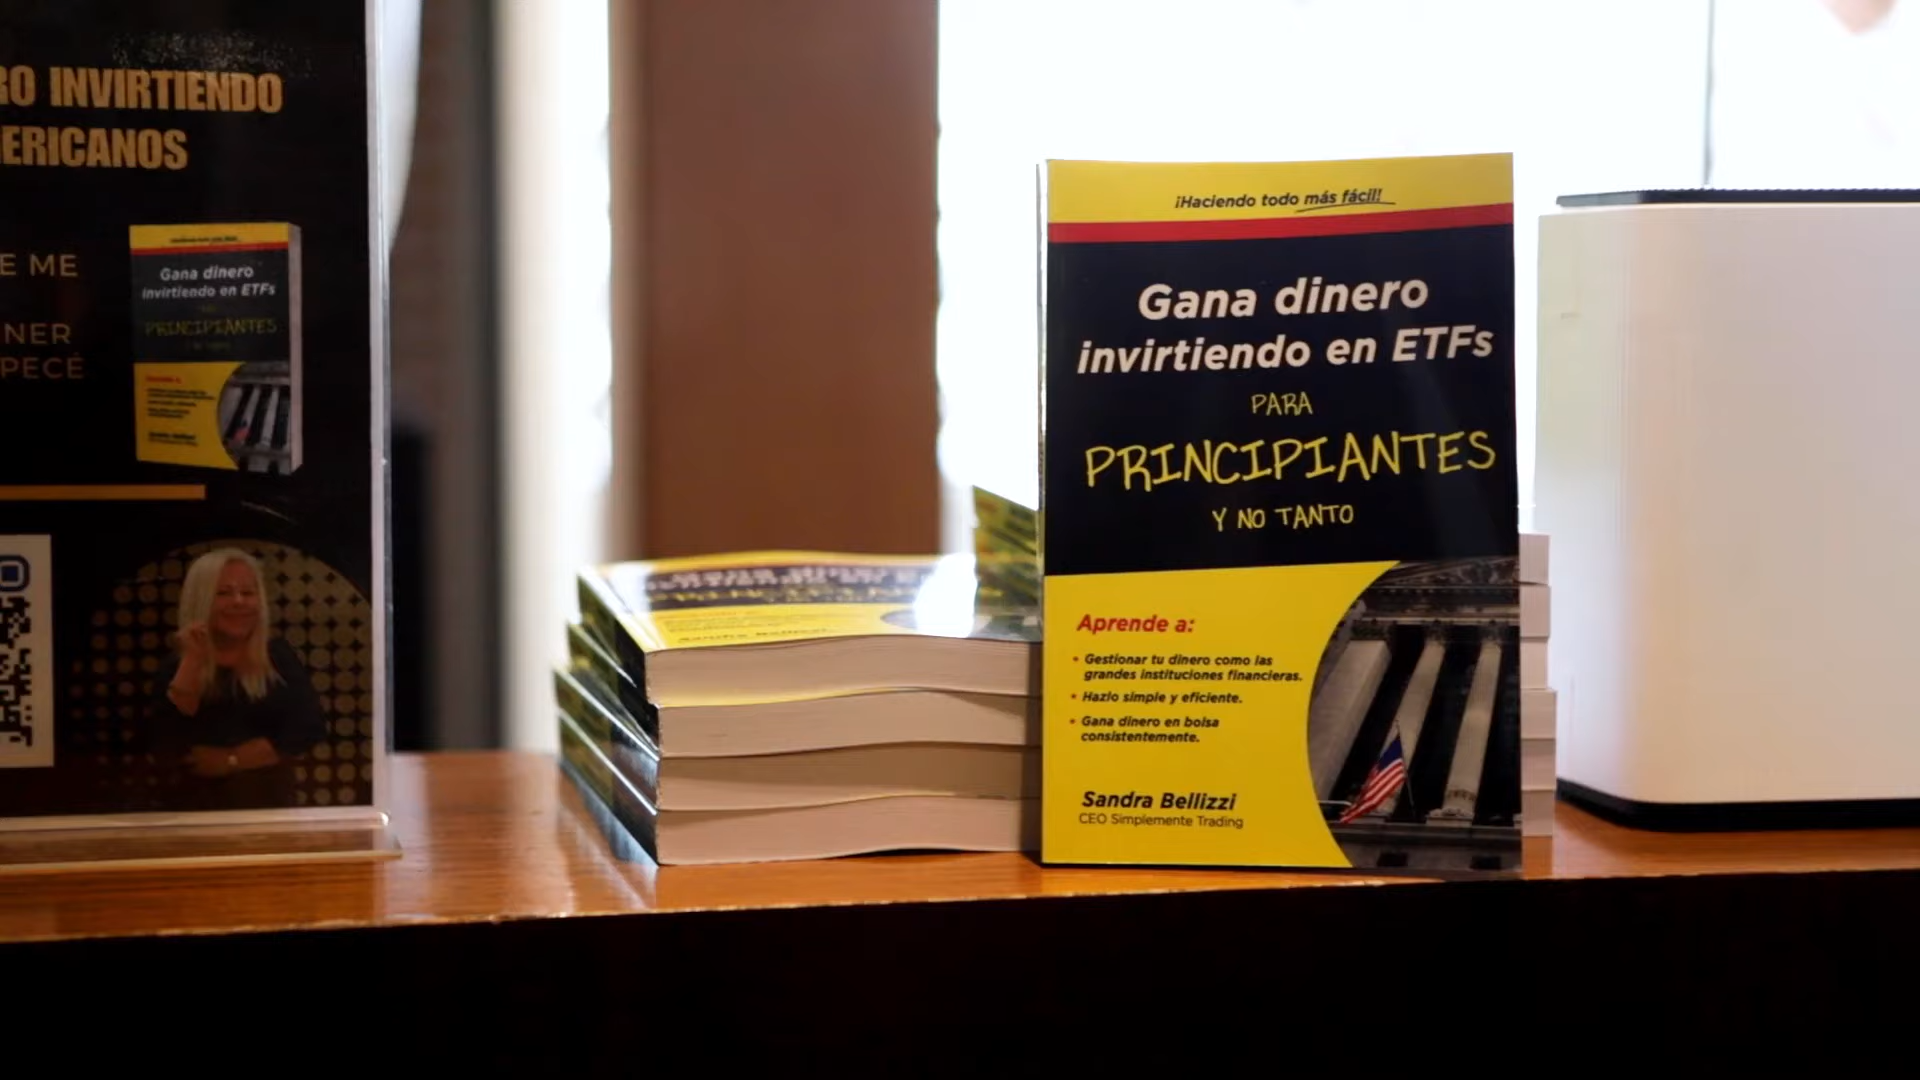 RO INVIRTIENDO
ERICANOS
E ME
NER
PECÉ
Gana dinero
invirtiendo en ETFs
PRINCIPIANTES
¡Haciendo todo más fácil!
Gana dinero
invirtiendo en ETFs
PARA
PRINCIPIANTES
Y NO TANTO
Aprende a:
• Gestionar tu dinero como las
grandes instituciones financieras.
• Hazlo simple y eficiente.
• Gana dinero en bolsa
consistentemente.
Sandra Bellizzi
CEO Simplemente Trading